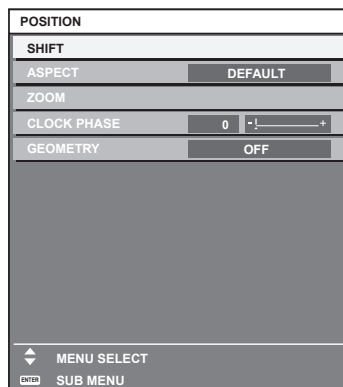 POSITION
SHIFT
ASPECT DEFAULT
ZOOM
CLOCK PHASE 0 - +
GEOMETRY OFF
MENU SELECT
ENTER SUB MENU